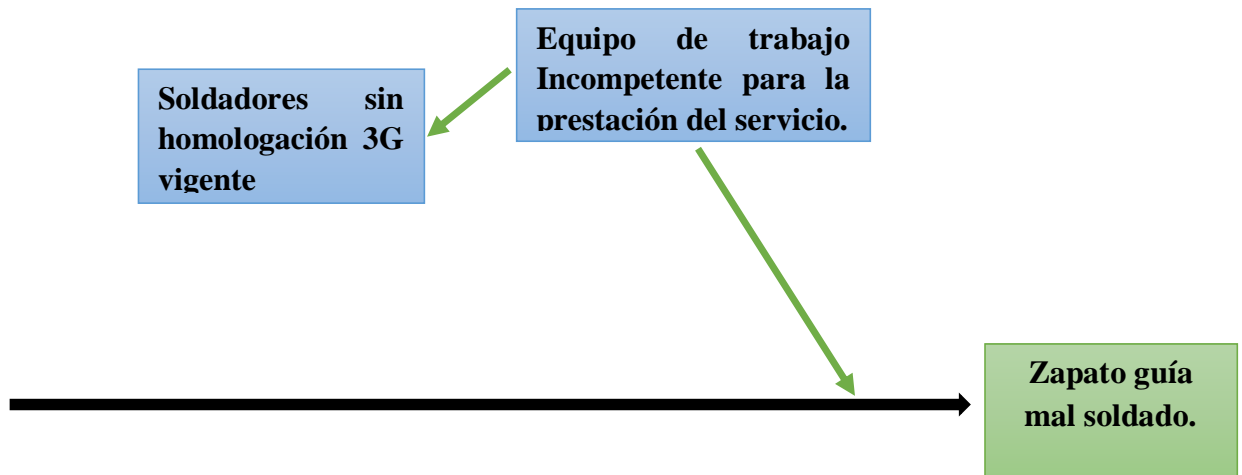 Equipo de trabajo
Incompetente para la
prestación del servicio.
Soldadores sin
homologación 3G
vigente
Zapato guía
mal soldado.